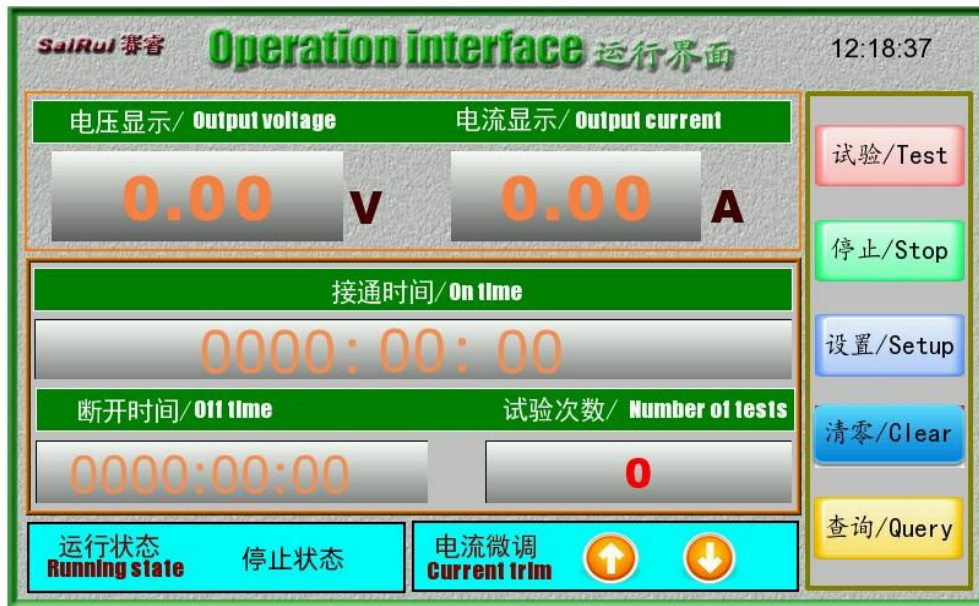 SaiRui 赛睿 Operation interface 运行界面 12:18:37
电压显示/ Output voltage 电流显示/ Output current
0.00 V 0.00 A
接通时间/On time
0000:00:00
断开时间/Off time 试验次数/ Number of tests
0000:00:00 0
运行状态
Running state
停止状态
电流微调
Current trim
试验/Test
停止/Stop
设置/Setup
清零/Clear
查询/Query